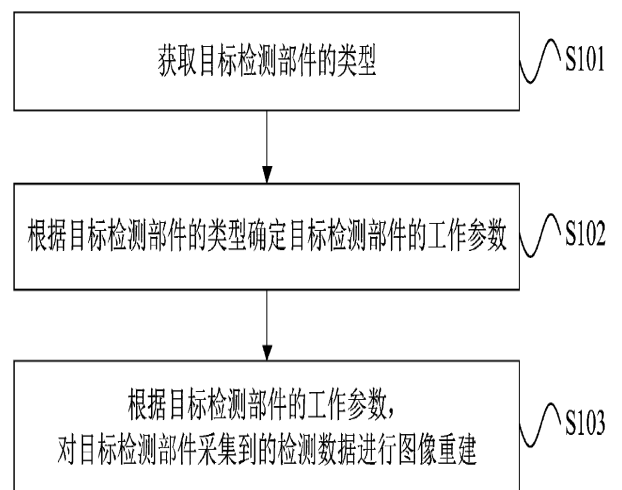 获取目标检测部件的类型
S101
根据目标检测部件的类型确定目标检测部件的工作参数
S102
根据目标检测部件的工作参数，
对目标检测部件采集到的检测数据进行图像重建
S103